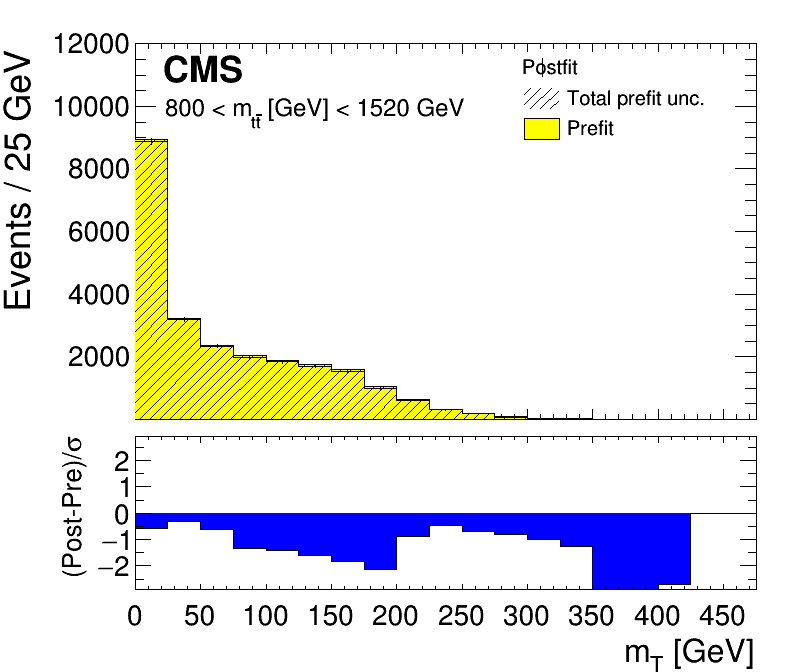 12000
CMS
Postfit
10000
800 < m_tt̄ [GeV] < 1520 GeV
Total prefit unc.
Prefit
8000
6000
4000
2000
Events / 25 GeV
2
1
0
−1
−2
(Post-Pre)/σ
0 50 100 150 200 250 300 350 400 450
m_T [GeV]